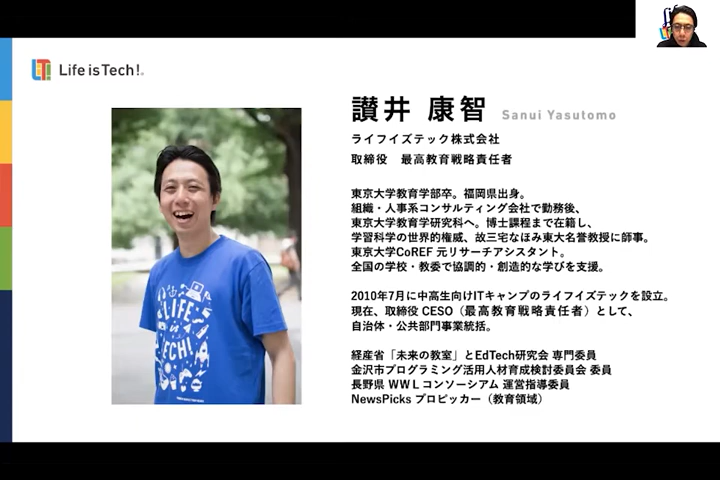 Life is Tech!
讃井 康智 Sanui Yasutomo
ライフイズテック株式会社
取締役 最高教育戦略責任者
東京大学教育学部卒。福岡県出身。
組織・人事系コンサルティング会社で勤務後、
東京大学教育学研究科へ。博士課程まで在籍し、
学習科学の世界的権威、故三宅なほみ東大名誉教授に師事。
東京大学CoREF 元リサーチアシスタント。
全国の学校・教委で協調的・創造的な学びを支援。
2010年7月に中高生向けITキャンプのライフイズテックを設立。
現在、取締役 CESO（最高教育戦略責任者）として、
自治体・公共部門事業統括。
経産省「未来の教室」とEdTech研究会 専門委員
金沢市プログラミング活用人材育成検討委員会 委員
長野県 WWLコンソーシアム 運営指導委員
NewsPicks プロピッカー（教育領域）
LIFE
is
TECH!